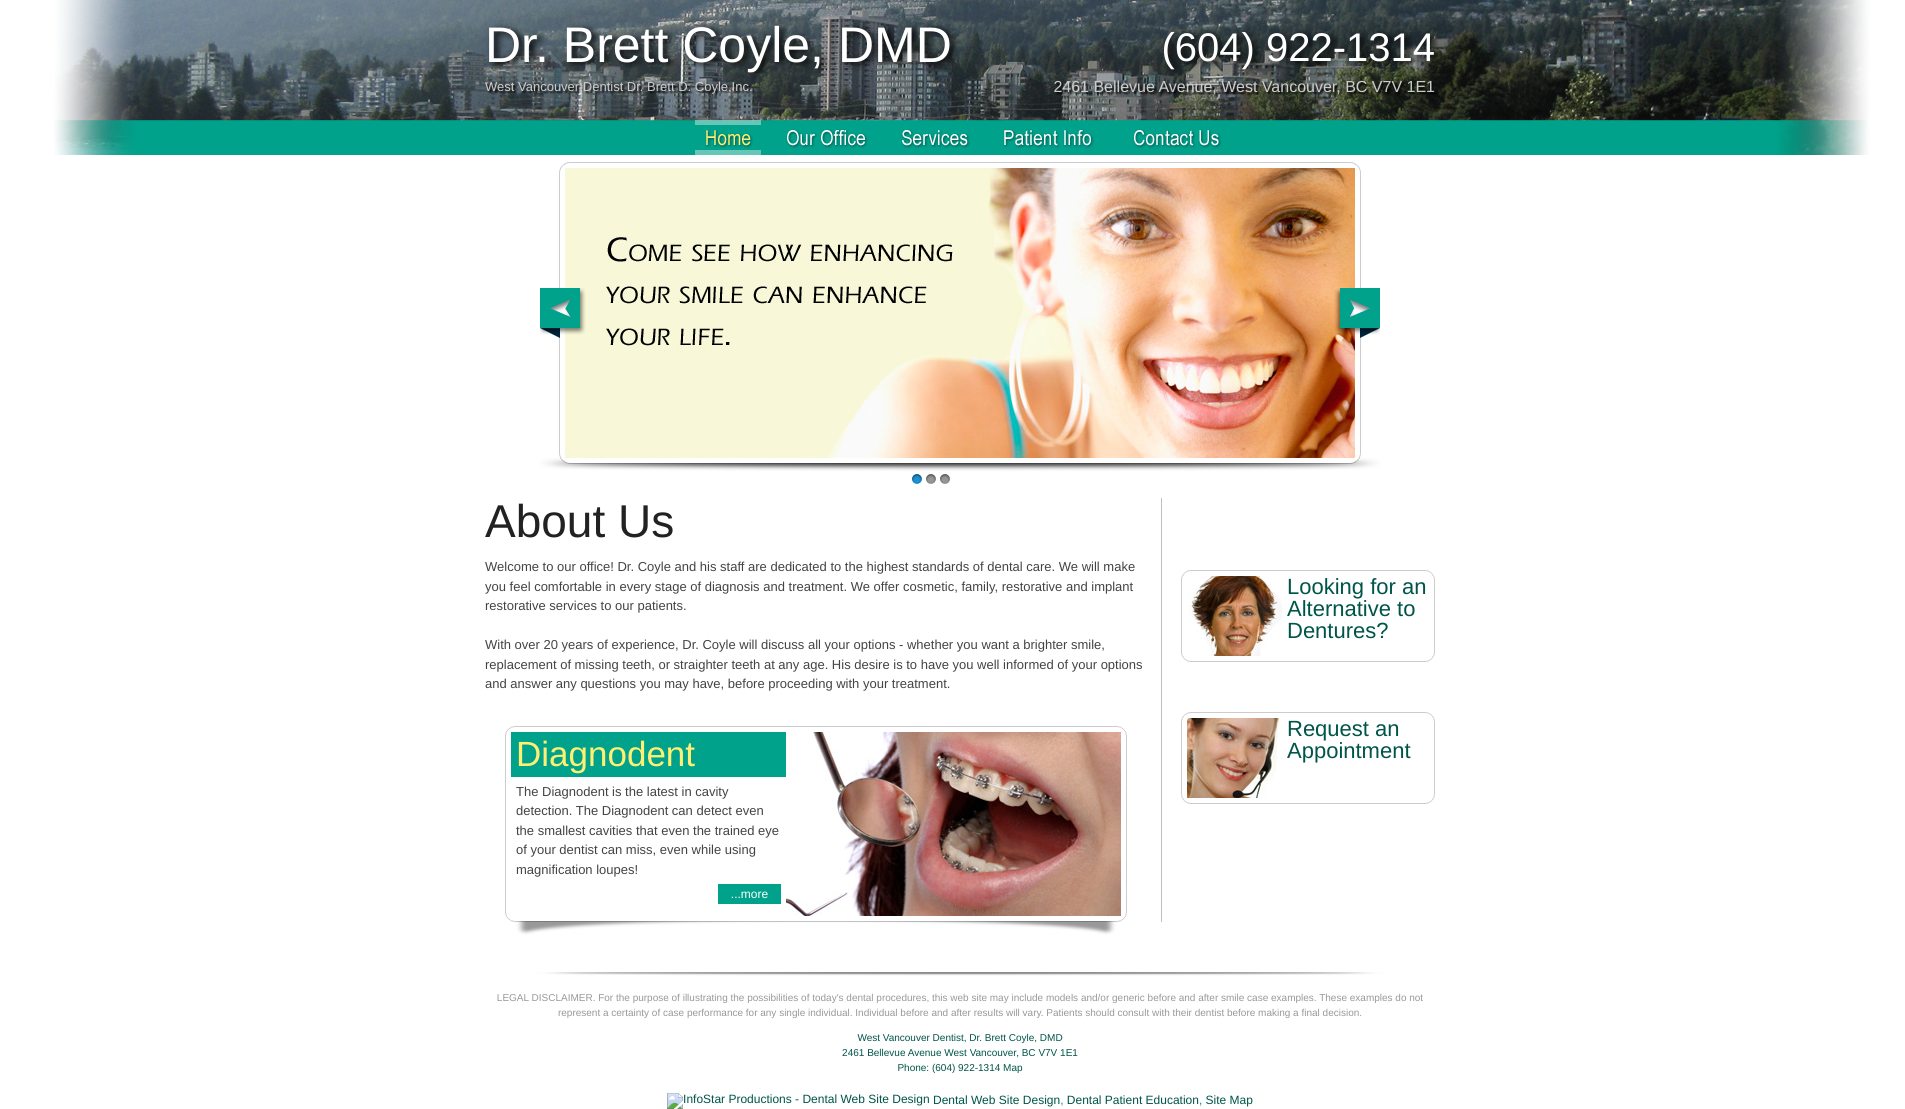 Dr. Brett Coyle, DMD
(604) 922-1314
West Vancouver Dentist Dr. Brett D. Coyle,Inc.
2461 Bellevue Avenue, West Vancouver, BC V7V 1E1
Home
Our Office
Services
Patient Info
Contact Us
Come see how enhancing
your smile can enhance
your life.
About Us
Welcome to our office! Dr. Coyle and his staff are dedicated to the highest standards of dental care. We will make
you feel comfortable in every stage of diagnosis and treatment. We offer cosmetic, family, restorative and implant
restorative services to our patients.
With over 20 years of experience, Dr. Coyle will discuss all your options - whether you want a brighter smile,
replacement of missing teeth, or straighter teeth at any age. His desire is to have you well informed of your options
and answer any questions you may have, before proceeding with your treatment.
Looking for an
Alternative to
Dentures?
Request an
Appointment
Diagnodent
The Diagnodent is the latest in cavity
detection. The Diagnodent can detect even
the smallest cavities that even the trained eye
of your dentist can miss, even while using
magnification loupes!
...more
LEGAL DISCLAIMER. For the purpose of illustrating the possibilities of today's dental procedures, this web site may include models and/or generic before and after smile case examples. These examples do not
represent a certainty of case performance for any single individual. Individual before and after results will vary. Patients should consult with their dentist before making a final decision.
West Vancouver Dentist, Dr. Brett Coyle, DMD
2461 Bellevue Avenue West Vancouver, BC V7V 1E1
Phone: (604) 922-1314 Map
InfoStar Productions - Dental Web Site Design Dental Web Site Design, Dental Patient Education, Site Map